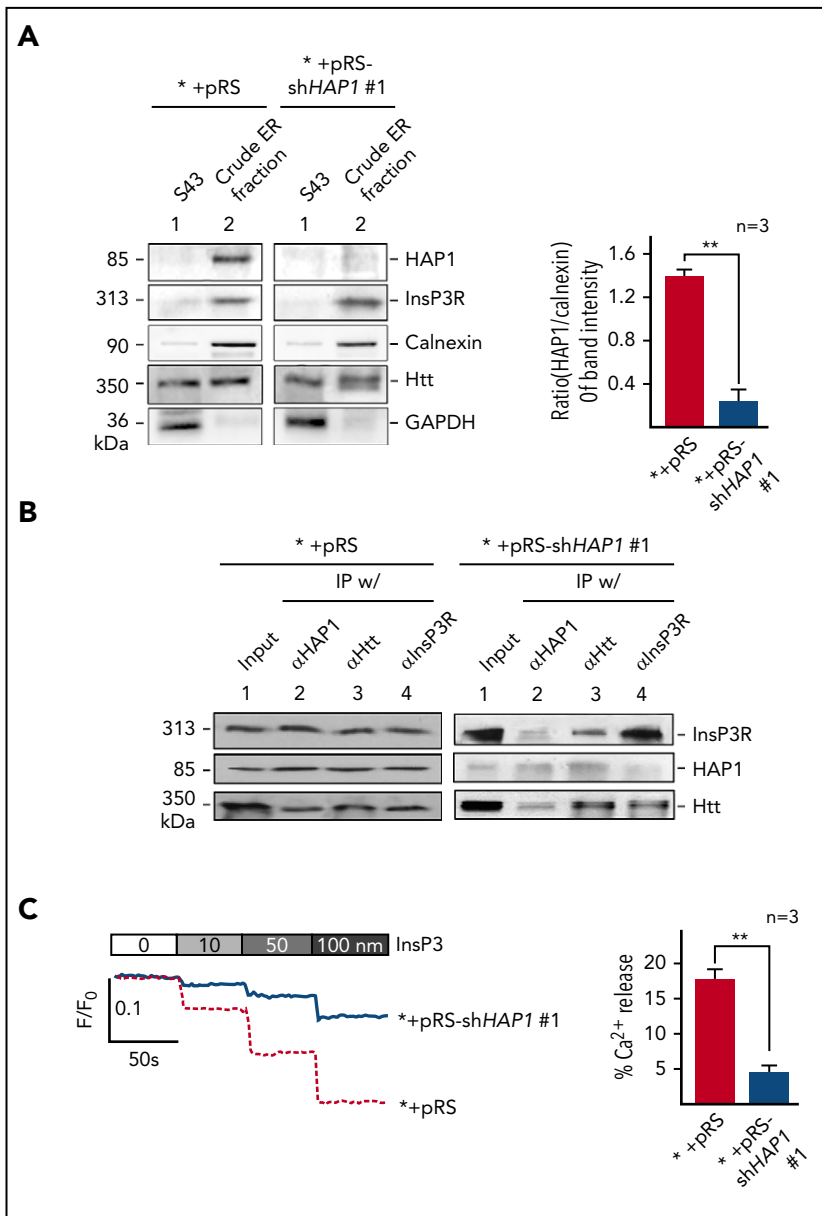 A
* +pRS
* +pRS-
shHAP1 #1
S43
Crude ER
fraction
S43
Crude ER
fraction
1 2 1 2
85 HAP1
313 InsP3R
90 Calnexin
350 Htt
36 GAPDH
kDa
n=3
**
Ratio(HAP1/calnexin)
Of band intensity
1.6
1.2
0.4
*+pRS
*+pRS-
shHAP1
#1
B
* +pRS
* +pRS-shHAP1 #1
IP w/
IP w/
Input αHAP1 αHtt αInsP3R
Input αHAP1 αHtt αInsP3R
1 2 3 4 1 2 3 4
313 InsP3R
85 HAP1
350 Htt
kDa
C
0 10 50 100 nm InsP3
F/F0
0.1
50s
*+pRS-shHAP1 #1
*+pRS
n=3
**
% Ca2+ release
20
15
10
5
* +pRS
* +pRS-
shHAP1
#1